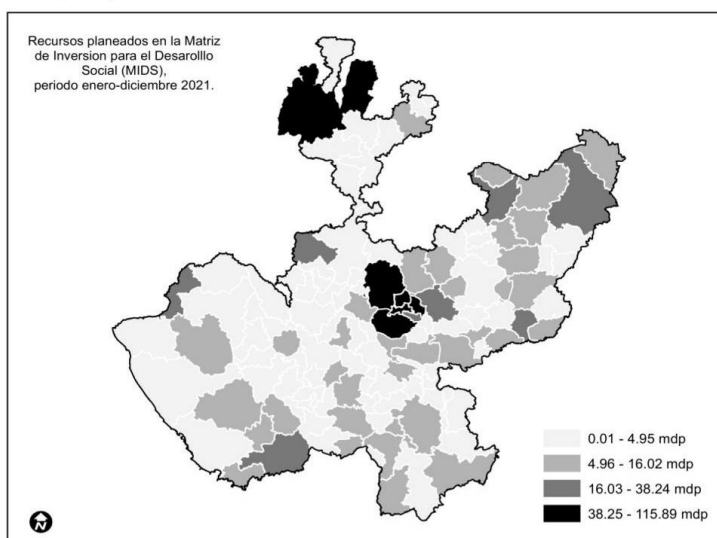 Recursos planeados en la Matriz
de Inversion para el Desarolllo
Social (MIDS),
periodo enero-diciembre 2021.
0.01 - 4.95 mdp
4.96 - 16.02 mdp
16.03 - 38.24 mdp
38.25 - 115.89 mdp
N